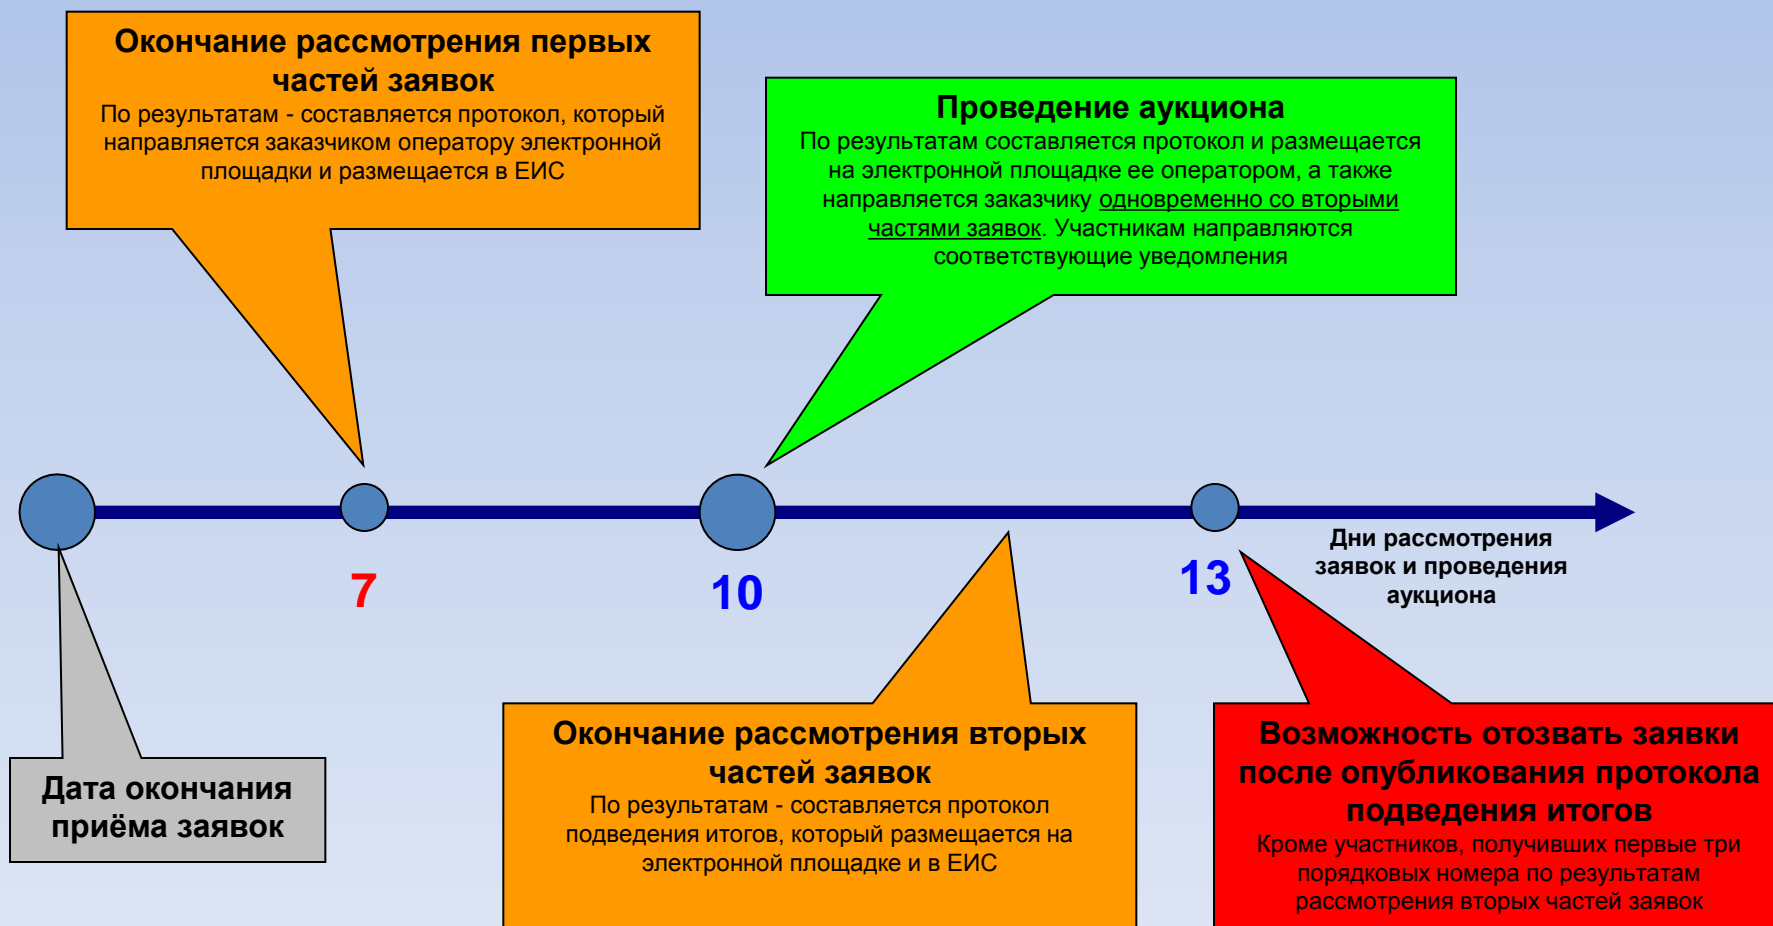 Окончание рассмотрения первых
частей заявок
По результатам - составляется протокол, который
направляется заказчиком оператору электронной
площадки и размещается в ЕИС
Проведение аукциона
По результатам составляется протокол и размещается
на электронной площадке ее оператором, а также
направляется заказчику одновременно со вторыми
частями заявок. Участникам направляются
соответствующие уведомления
7
10
13
Дни рассмотрения
заявок и проведения
аукциона
Дата окончания
приёма заявок
Окончание рассмотрения вторых
частей заявок
По результатам - составляется протокол
подведения итогов, который размещается на
электронной площадке и в ЕИС
Возможность отозвать заявки
после опубликования протокола
подведения итогов
Кроме участников, получивших первые три
порядковых номера по результатам
рассмотрения вторых частей заявок